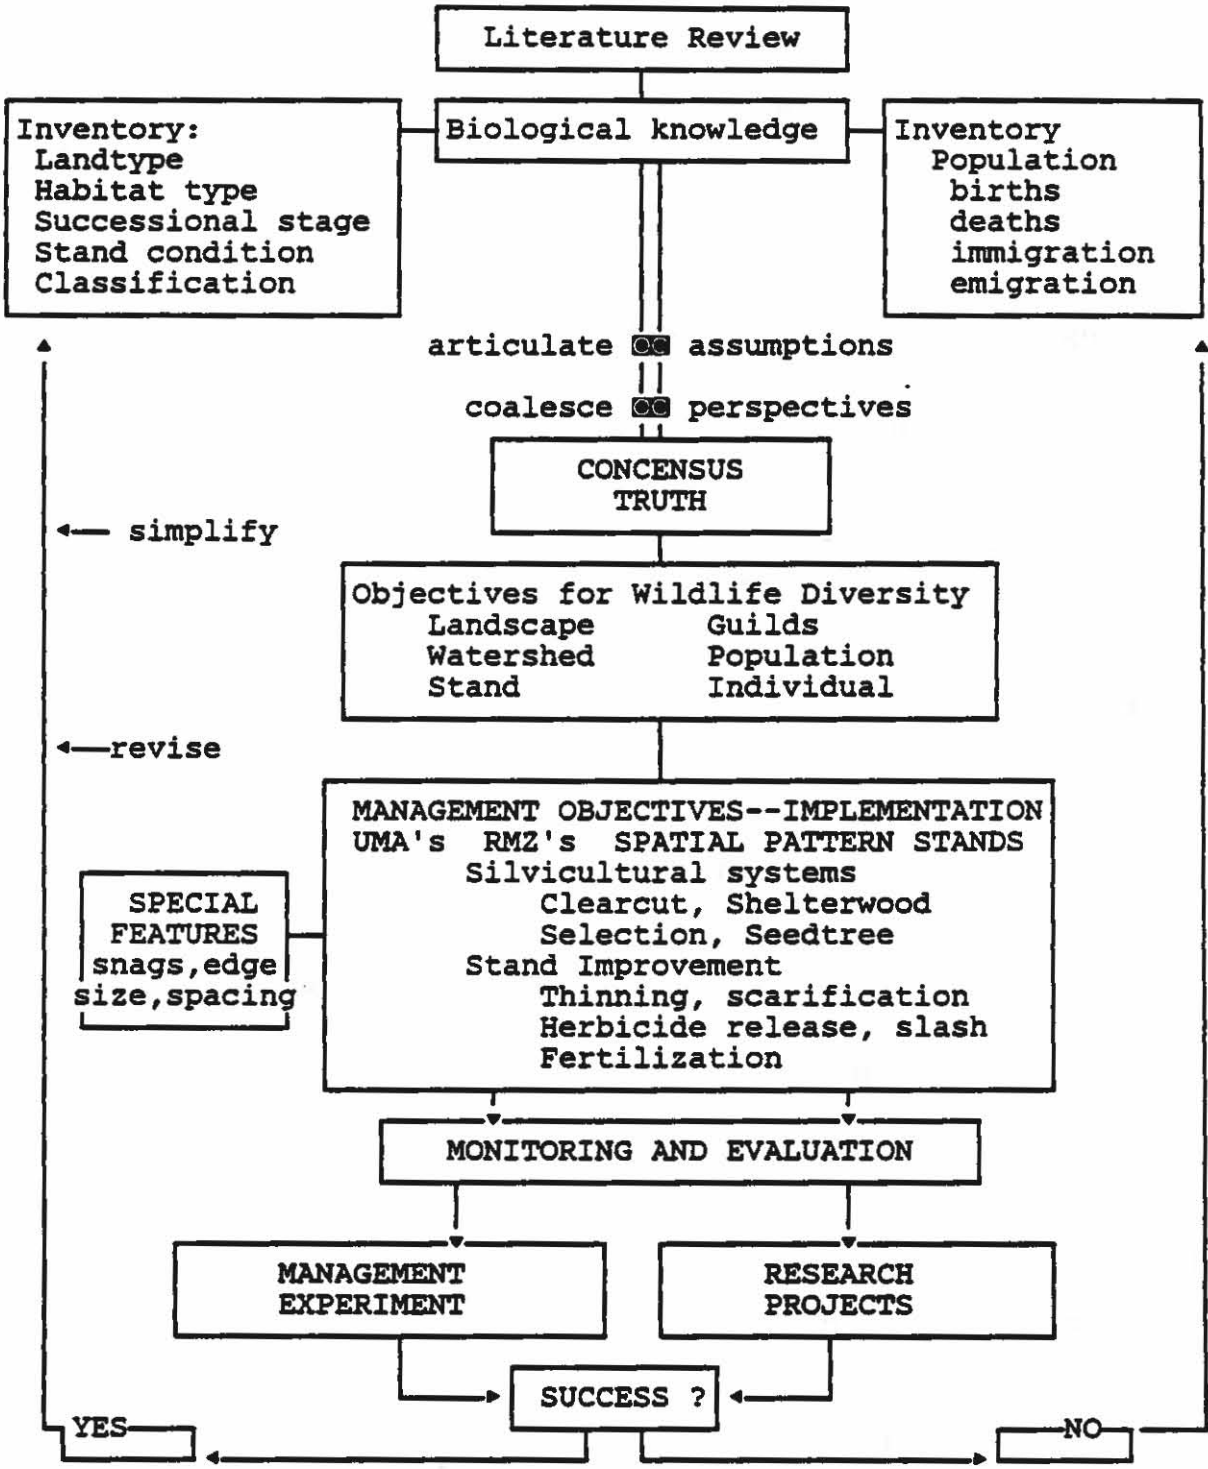 Literature Review
Biological knowledge
Inventory:
Landtype
Habitat type
Successional stage
Stand condition
Classification
Inventory
Population
births
deaths
immigration
emigration
articulate assumptions
coalesce perspectives
CONCENSUS
TRUTH
simplify
Objectives for Wildlife Diversity
Landscape Guilds
Watershed Population
Stand Individual
revise
MANAGEMENT OBJECTIVES--IMPLEMENTATION
UMA's RMZ's SPATIAL PATTERN STANDS
Silvicultural systems
Clearcut, Shelterwood
Selection, Seedtree
Stand Improvement
Thinning, scarification
Herbicide release, slash
Fertilization
SPECIAL
FEATURES
snags,edge
size,spacing
MONITORING AND EVALUATION
MANAGEMENT
EXPERIMENT
RESEARCH
PROJECTS
SUCCESS ?
YES
NO